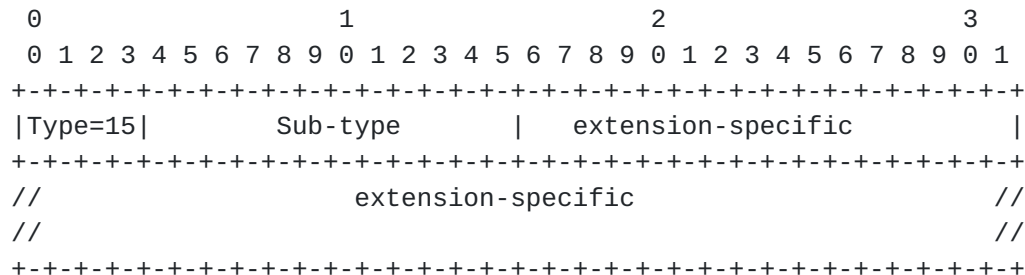 0                   1                   2                   3
 0 1 2 3 4 5 6 7 8 9 0 1 2 3 4 5 6 7 8 9 0 1 2 3 4 5 6 7 8 9 0 1
+-+-+-+-+-+-+-+-+-+-+-+-+-+-+-+-+-+-+-+-+-+-+-+-+-+-+-+-+-+-+-+-+
|Type=15|        Sub-type       |   extension-specific          |
+-+-+-+-+-+-+-+-+-+-+-+-+-+-+-+-+-+-+-+-+-+-+-+-+-+-+-+-+-+-+-+-+
//                    extension-specific                       //
//                                                             //
+-+-+-+-+-+-+-+-+-+-+-+-+-+-+-+-+-+-+-+-+-+-+-+-+-+-+-+-+-+-+-+-+